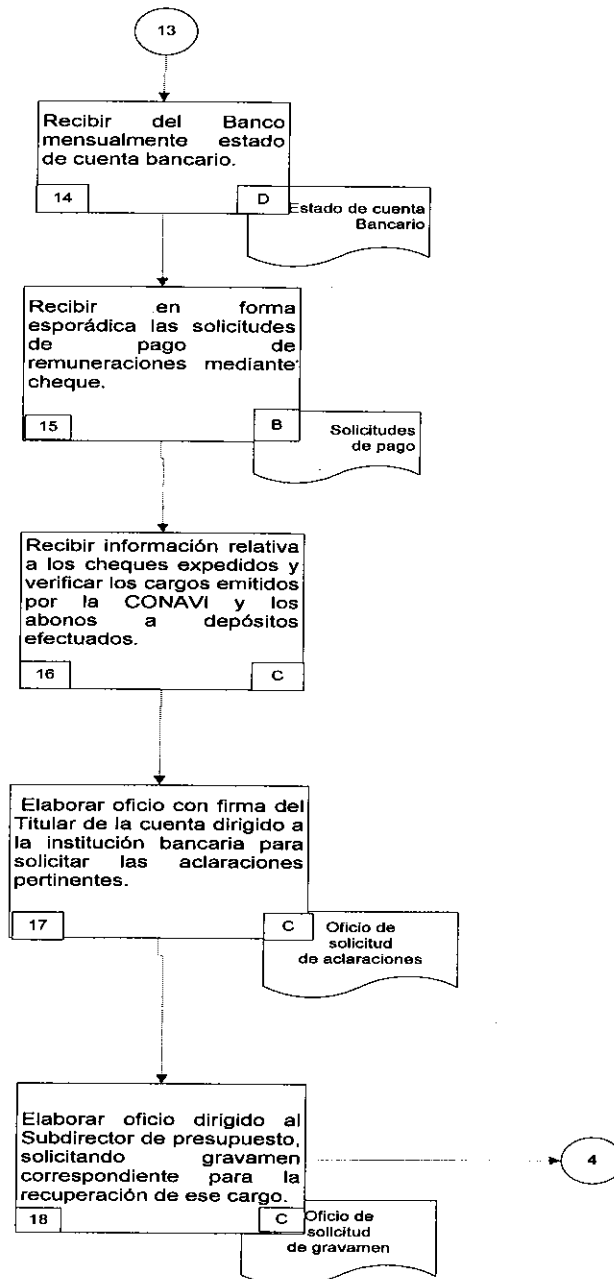 13
Recibir del Banco
mensualmente estado
de cuenta bancario.
14
D
Estado de cuenta
Bancario
Recibir en forma
esporádica las solicitudes
de pago de
remuneraciones mediante
cheque.
15
B
Solicitudes
de pago
Recibir información relativa
a los cheques expedidos y
verificar los cargos emitidos
por la CONAVI y los
abonos a depósitos
efectuados.
16
C
Elaborar oficio con firma del
Titular de la cuenta dirigido a
la institución bancaria para
solicitar las aclaraciones
pertinentes.
17
C
Oficio de
solicitud
de aclaraciones
Elaborar oficio dirigido al
Subdirector de presupuesto,
solicitando gravamen
correspondiente para la
recuperación de ese cargo.
4
18
C
Oficio de
solicitud
de gravamen